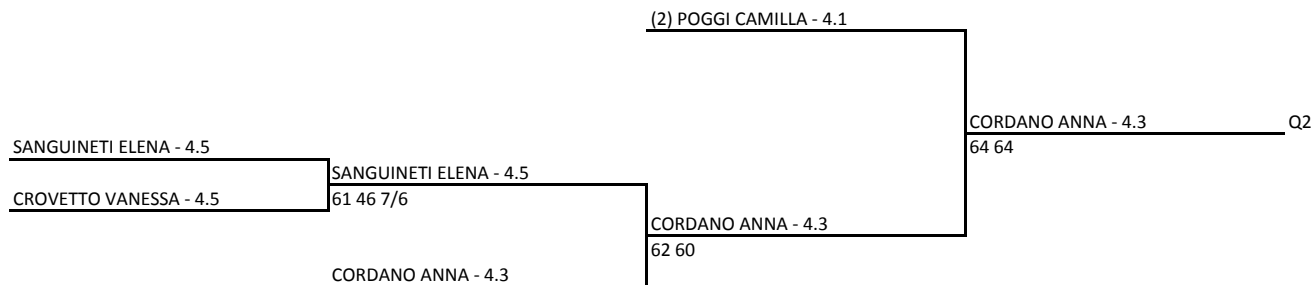 (2) POGGI CAMILLA - 4.1
CORDANO ANNA - 4.3
Q2
SANGUINETI ELENA - 4.5
64 64
SANGUINETI ELENA - 4.5
CROVETTO VANESSA - 4.5
61 46 7/6
CORDANO ANNA - 4.3
62 60
CORDANO ANNA - 4.3